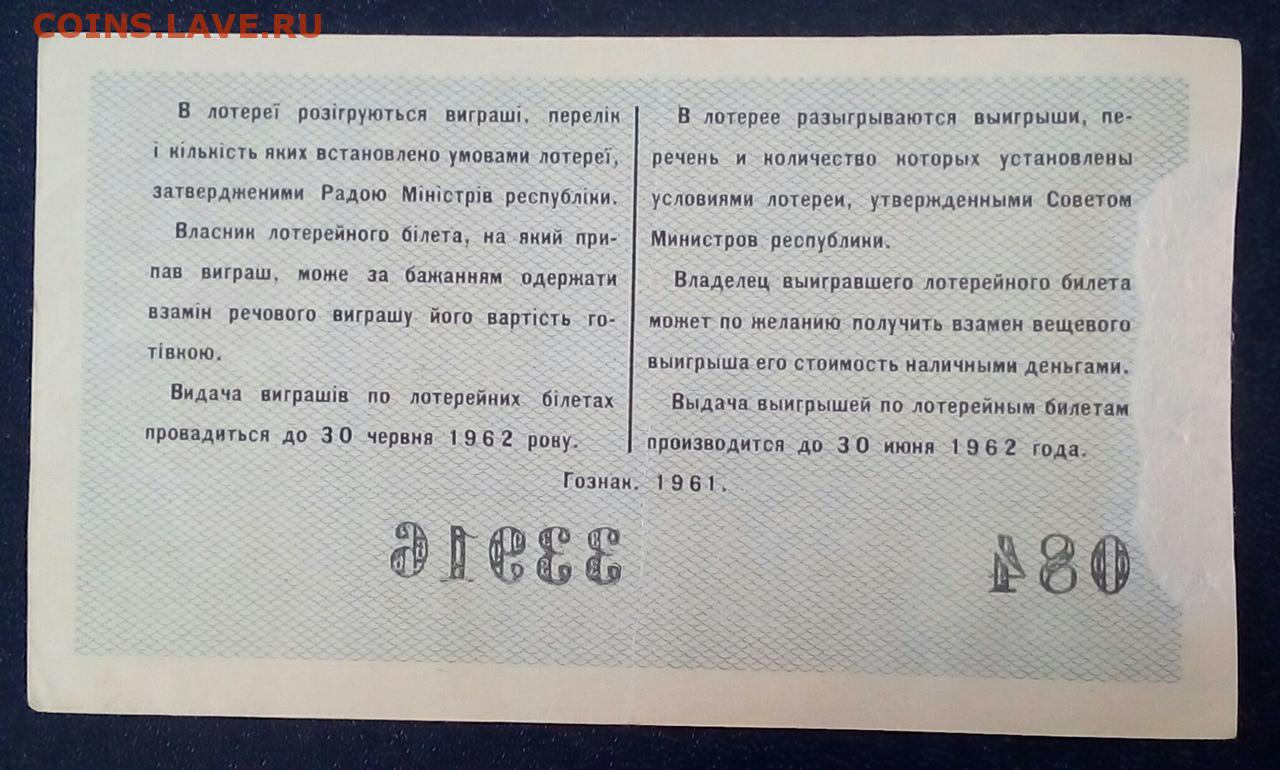 COINS.LAVE.RU
В лотереї розігруються виграші, перелік
і кількість яких встановлено умовами лотереї,
затвердженими Радою Міністрів республіки.
Власник лотерейного білета, на який при-
пав виграш, може за бажанням одержати
взамін речового виграшу його вартість го-
тівкою.
Видача виграшів по лотерейних білетах
провадиться до 30 червня 1962 року.
В лотерее разыгрываются выигрыши, пе-
речень и количество которых установлены
условиями лотереи, утвержденными Советом
Министров республики.
Владелец выигравшего лотерейного билета
может по желанию получить взамен вещевого
выигрыша его стоимость наличными деньгами.
Выдача выигрышей по лотерейным билетам
производится до 30 июня 1962 года.
Гознак. 1961.
33916
084